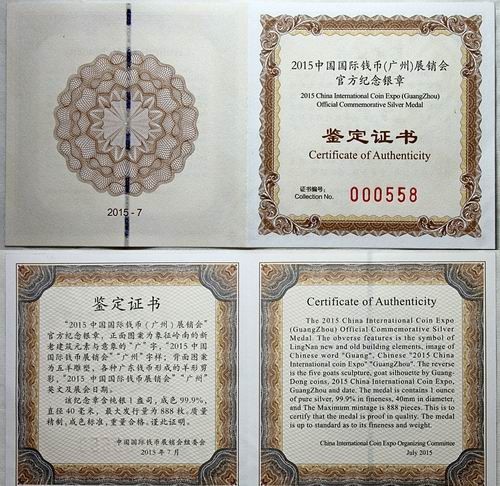 2015中国国际钱币(广州)展销会
官方纪念银章
2015 China International Coin Expo (GuangZhou)
Official Commemorative Silver Medal
鉴定证书
Certificate of Authenticity
证书编号:
Collection No.
000558
2015 - 7
鉴定证书
“2015中国国际钱币(广州)展销会”
官方纪念银章,正面图案为象征岭南的新
老建筑元素与意象的“广”字,“2015中
国国际钱币展销会”“广州”字样;背面图案
为五羊雕塑,各种广东钱币形成的羊形剪
影,“2015中国国际钱币展销会”“广州”
英文及展会日期。
该纪念章含纯银1盎司,成色99.9%,
直径40毫米,最大发行量为888枚,质量
精制,成色标准,重量合格。谨此证明。
中国国际钱币展销会组委会
2015年7月
Certificate of Authenticity
The 2015 China International Coin Expo
(GuangZhou) Official Commemorative Silver
Medal. The obverse features is the symbol of
LingNan new and old building elements, image of
Chinese word "Guang", Chinese "2015 China
International coin Expo" "GuangZhou". The reverse
is the five goats sculpture, goat silhouette by Guang-
Dong coins, 2015 China International Coin Expo,
GuangZhou and date. The medal is contains 1 ounce
of pure silver, 99.9% in fineness, 40mm in diameter,
and The Maximum mintage is 888 pieces. This is to
certify that the medal is proof in quality. The medal
is up to standard as to its fineness and weight.
China International Coin Expo Organizing Committee
July 2015